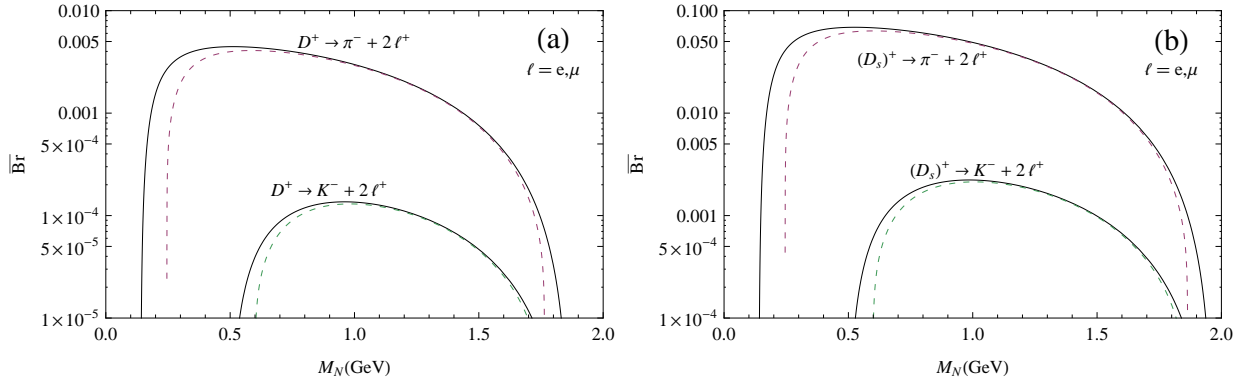 (a)
D⁺ → π⁻ + 2 ℓ⁺
ℓ = e,μ
D⁺ → K⁻ + 2 ℓ⁺
0.010
0.005
0.001
5×10⁻⁴
1×10⁻⁴
5×10⁻⁵
1×10⁻⁵
B̅r̅
0.0 0.5 1.0 1.5 2.0
M_N(GeV)
(b)
(D_s)⁺ → π⁻ + 2 ℓ⁺
ℓ = e,μ
(D_s)⁺ → K⁻ + 2 ℓ⁺
0.100
0.050
0.010
0.005
0.001
5×10⁻⁴
1×10⁻⁴
B̅r̅
0.0 0.5 1.0 1.5 2.0
M_N(GeV)